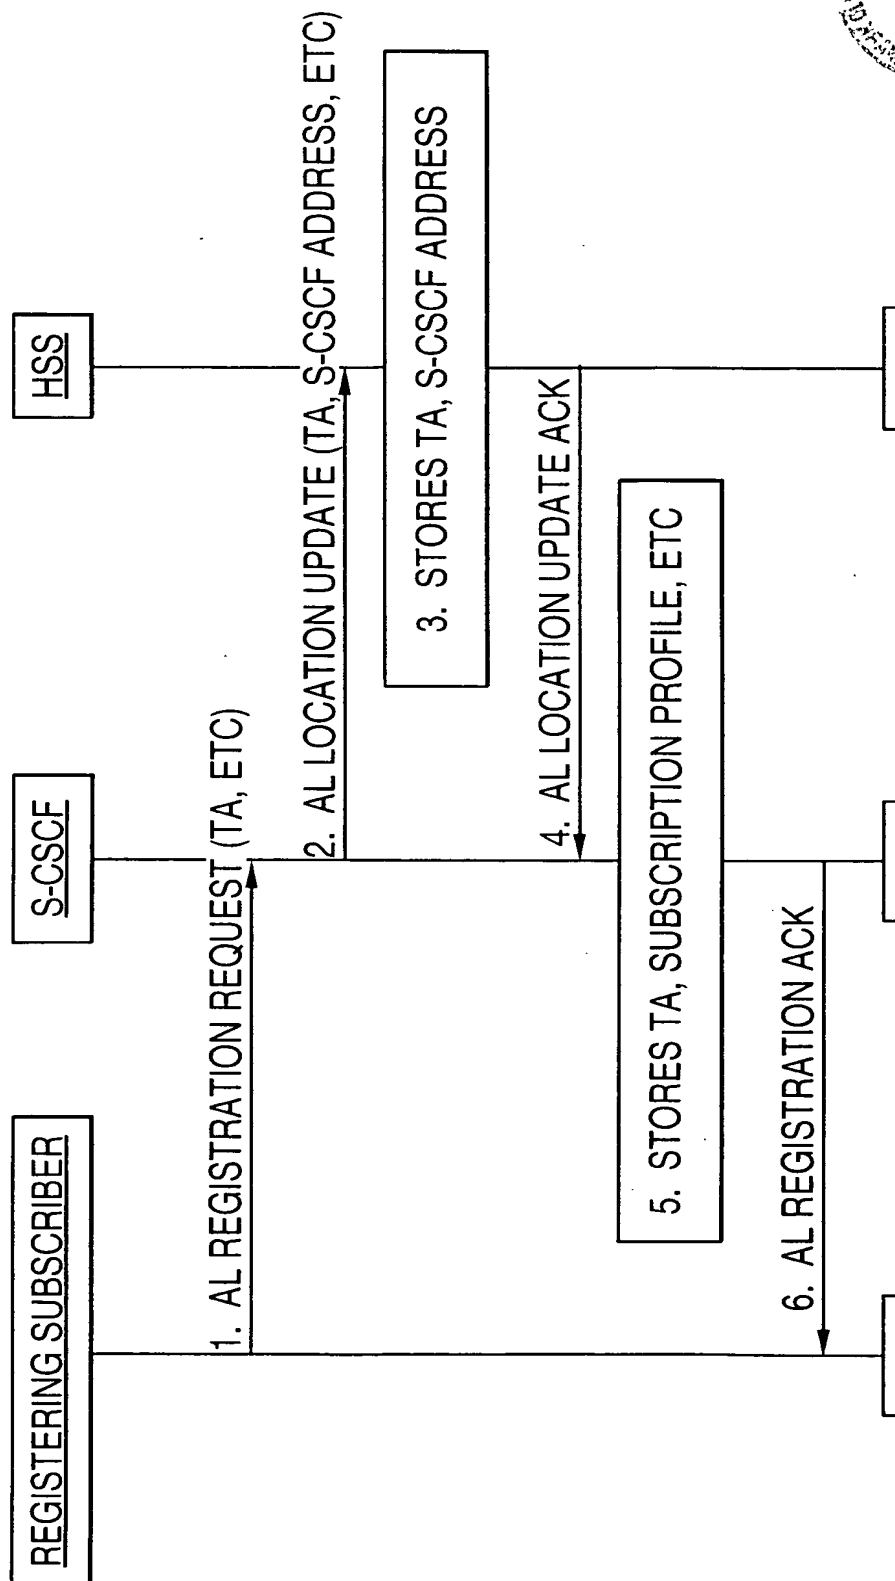 REGISTERING SUBSCRIBER
S-CSCF
HSS
1. AL REGISTRATION REQUEST (TA, ETC)
2. AL LOCATION UPDATE (TA, S-CSCF ADDRESS, ETC)
3. STORES TA, S-CSCF ADDRESS
4. AL LOCATION UPDATE ACK
5. STORES TA, SUBSCRIPTION PROFILE, ETC
6. AL REGISTRATION ACK